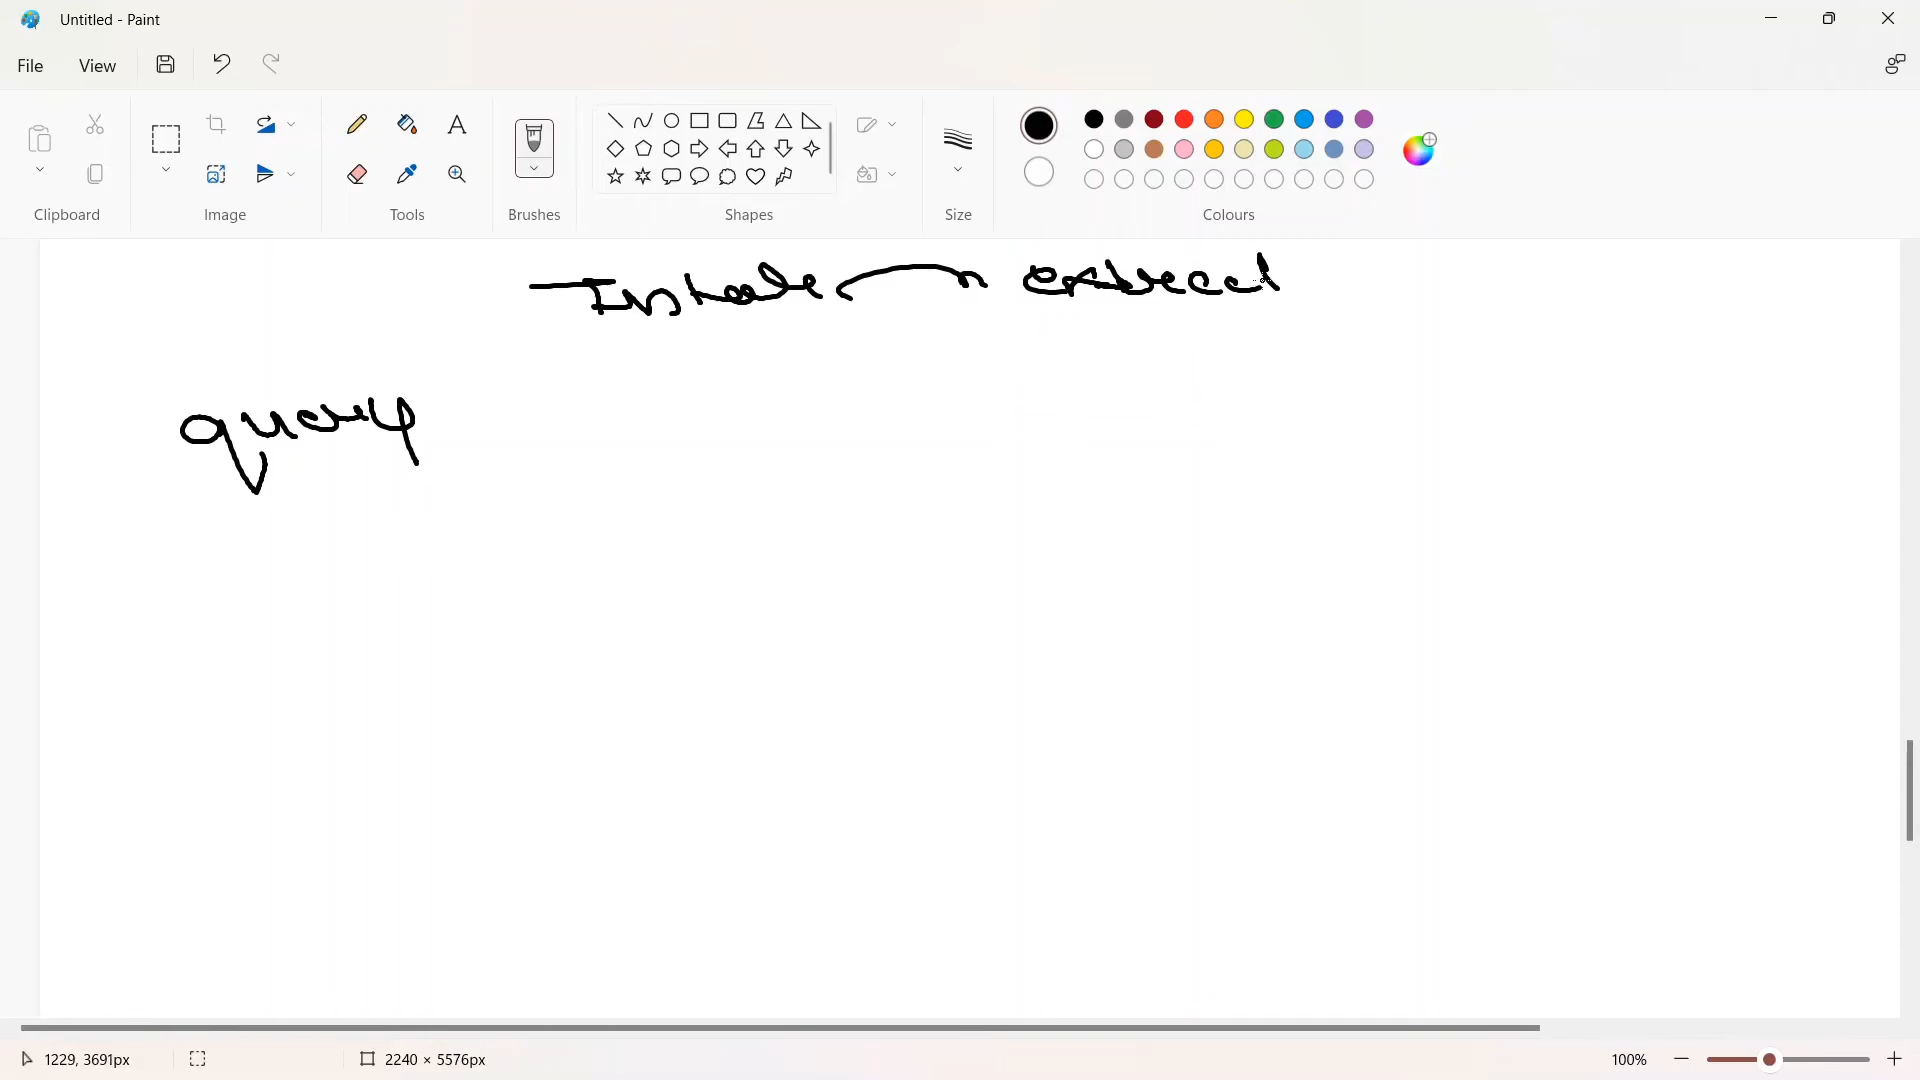 Untitled - Paint
File View
Clipboard Image Tools Brushes Shapes Size Colours
query
1229, 3691px 2240 × 5576px 100%